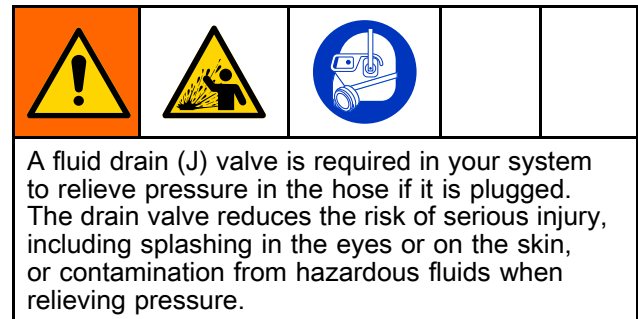 A fluid drain (J) valve is required in your system
to relieve pressure in the hose if it is plugged.
The drain valve reduces the risk of serious injury,
including splashing in the eyes or on the skin,
or contamination from hazardous fluids when
relieving pressure.